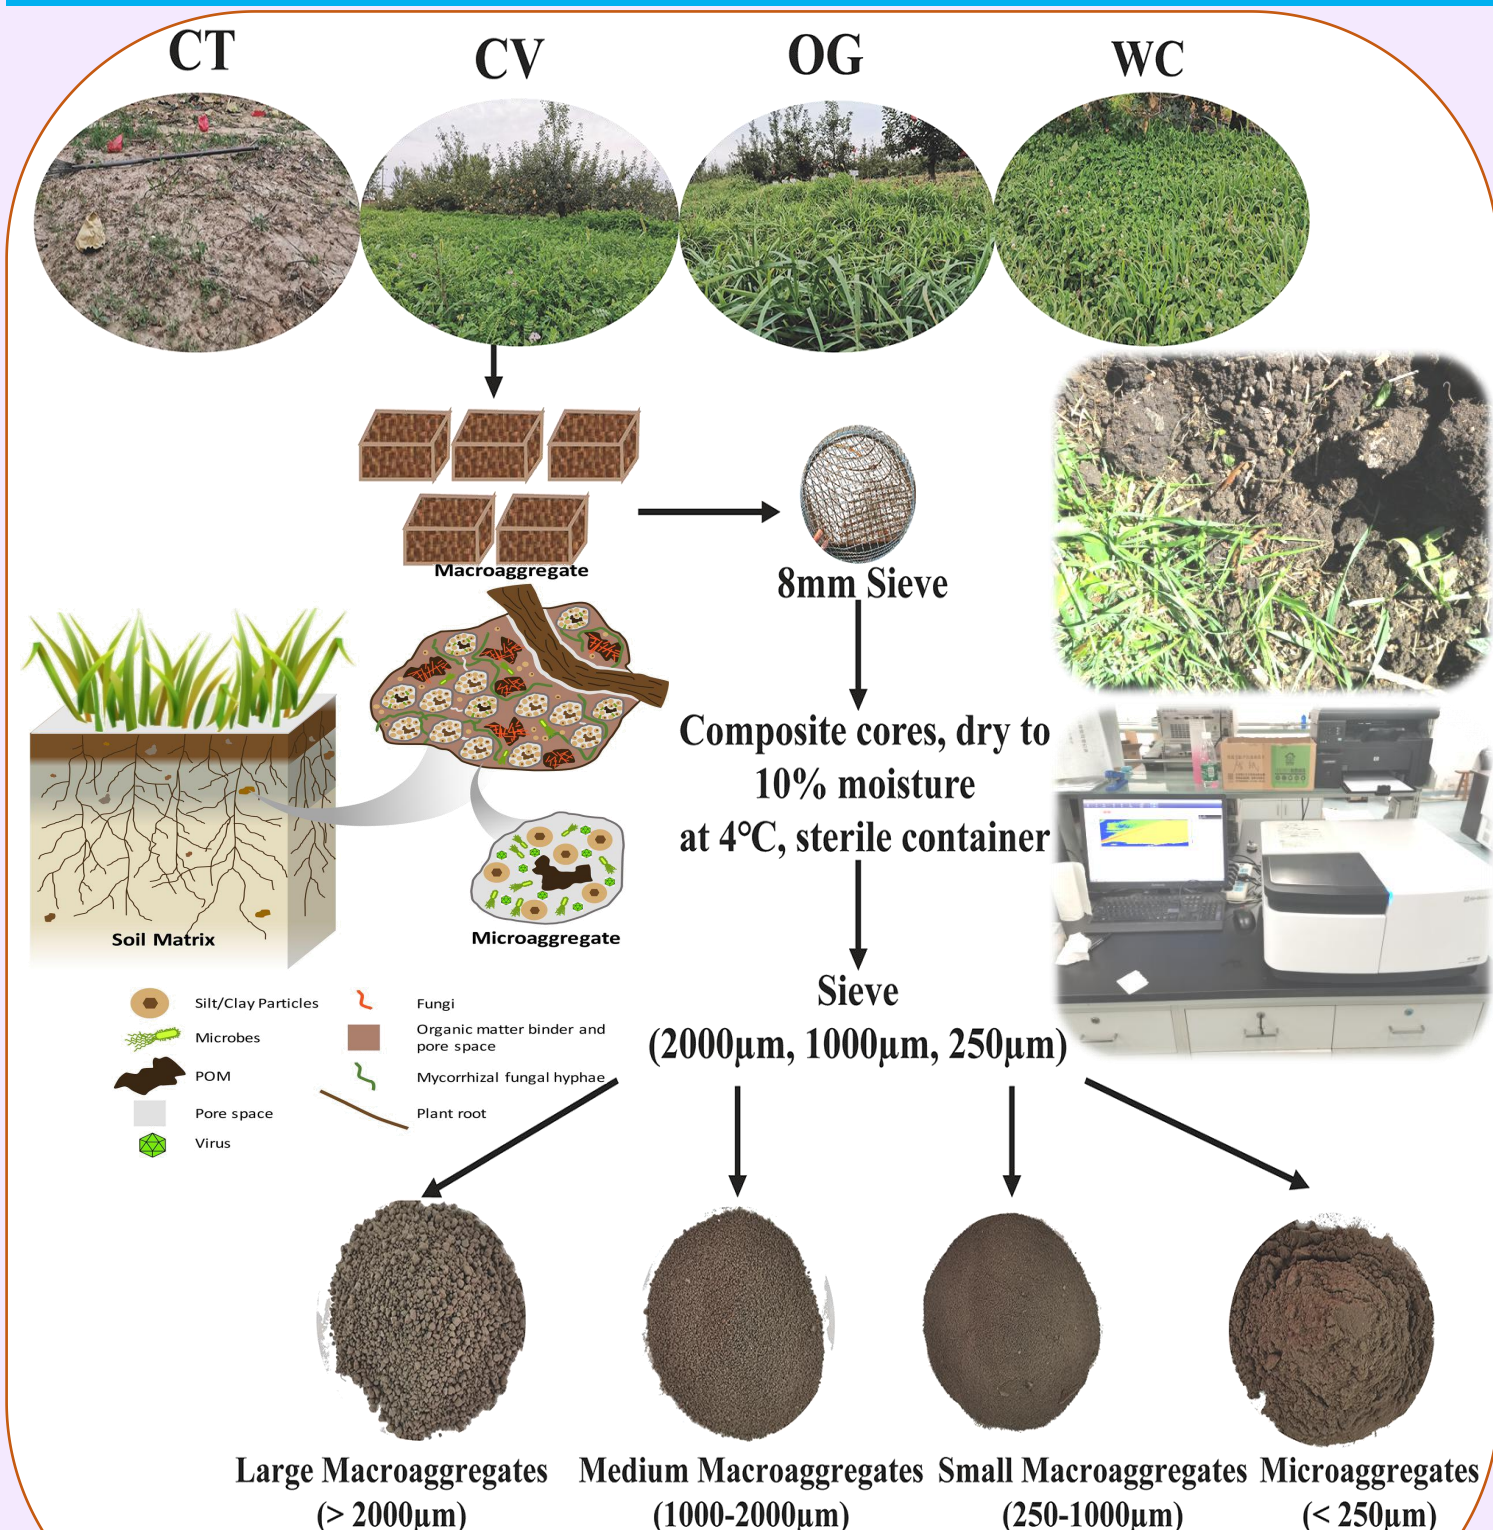 CT
CV
OG
WC
Macroaggregate
8mm Sieve
Composite cores, dry to
10% moisture
at 4℃, sterile container
Soil Matrix
Microaggregate
Sieve
(2000μm, 1000μm, 250μm)
Silt/Clay Particles
Microbes
POM
Pore space
Virus
Fungi
Organic matter binder and
pore space
Mycorrhizal fungal hyphae
Plant root
Large Macroaggregates
(> 2000μm)
Medium Macroaggregates
(1000-2000μm)
Small Macroaggregates
(250-1000μm)
Microaggregates
(< 250μm)